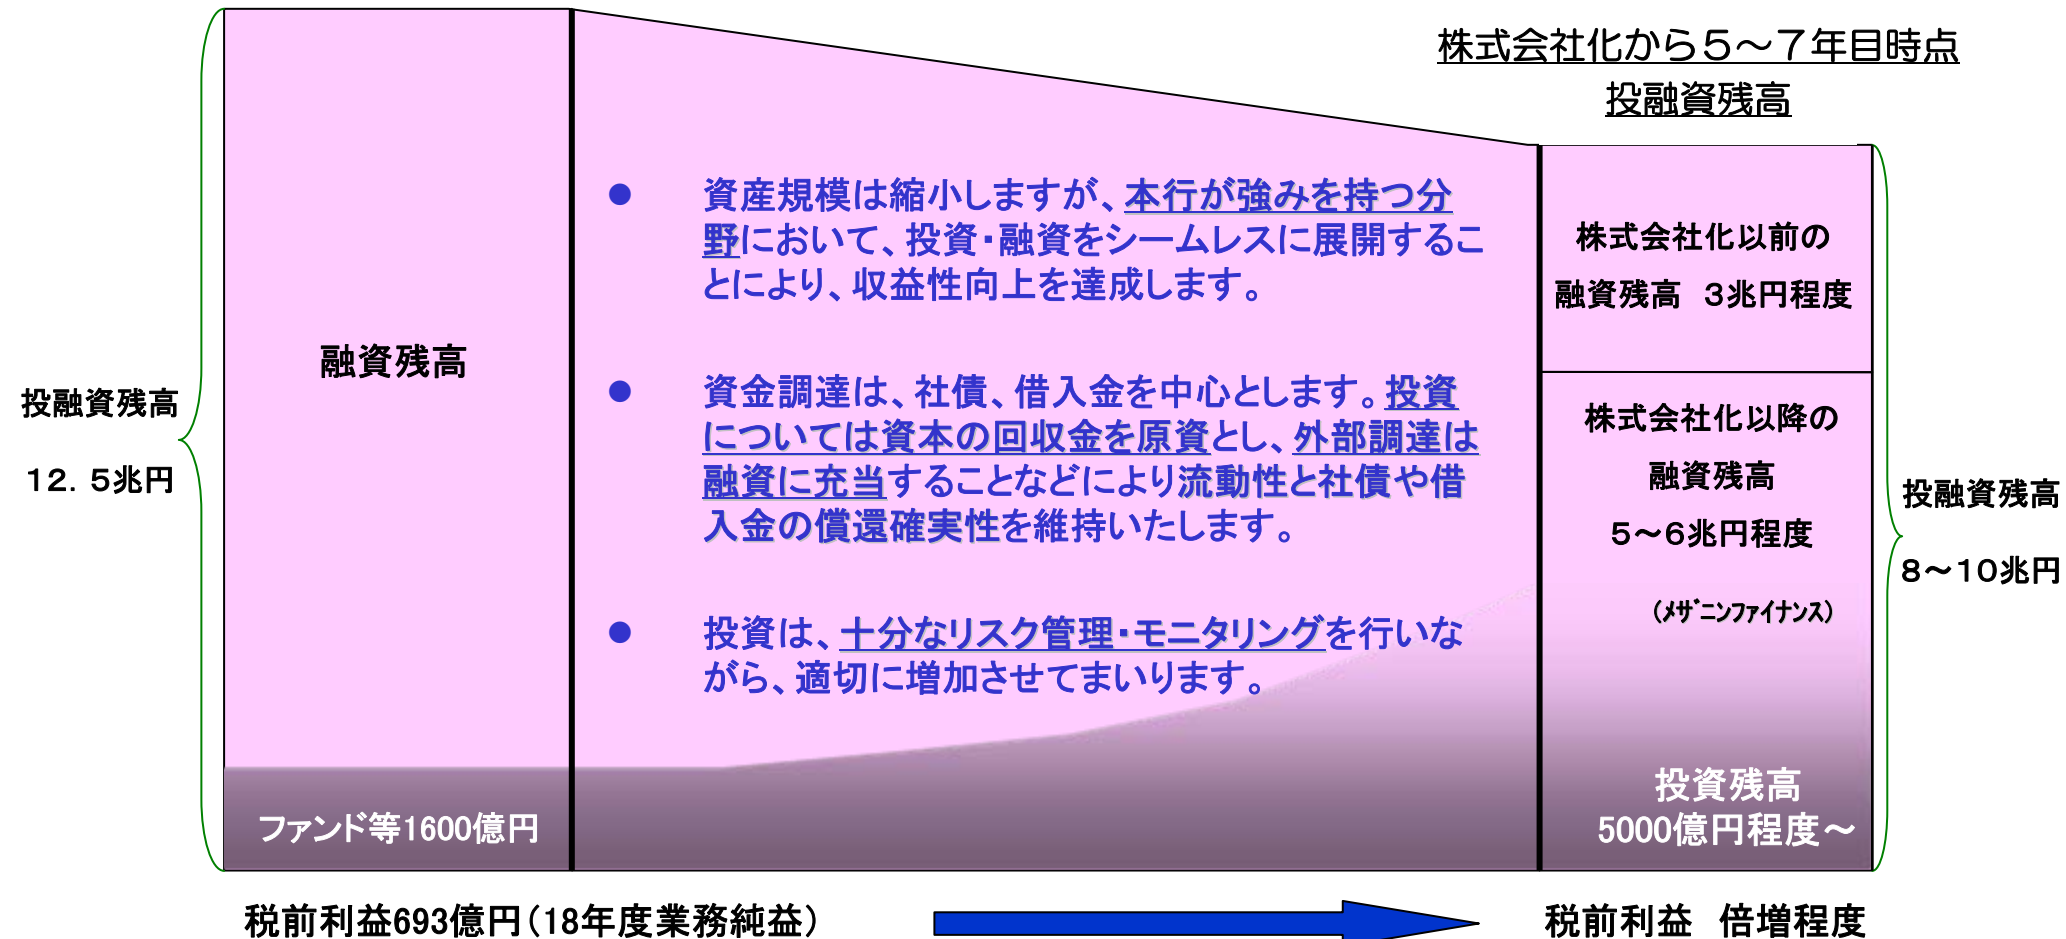 株式会社化から５～７年目時点
投融資残高
投融資残高
１２．５兆円
融資残高
ファンド等1600億円
● 資産規模は縮小しますが、本行が強みを持つ分
野において、投資・融資をシームレスに展開するこ
とにより、収益性向上を達成します。
● 資金調達は、社債、借入金を中心とします。投資
については資本の回収金を原資とし、外部調達は
融資に充当することなどにより流動性と社債や借
入金の償還確実性を維持いたします。
● 投資は、十分なリスク管理・モニタリングを行いな
がら、適切に増加させてまいります。
株式会社化以前の
融資残高　３兆円程度
株式会社化以降の
融資残高
５～６兆円程度
（ﾒｻﾞﾆﾝﾌｧｲﾅﾝｽ）
投資残高
5000億円程度～
投融資残高
８～１０兆円
税前利益693億円（18年度業務純益）
税前利益　倍増程度